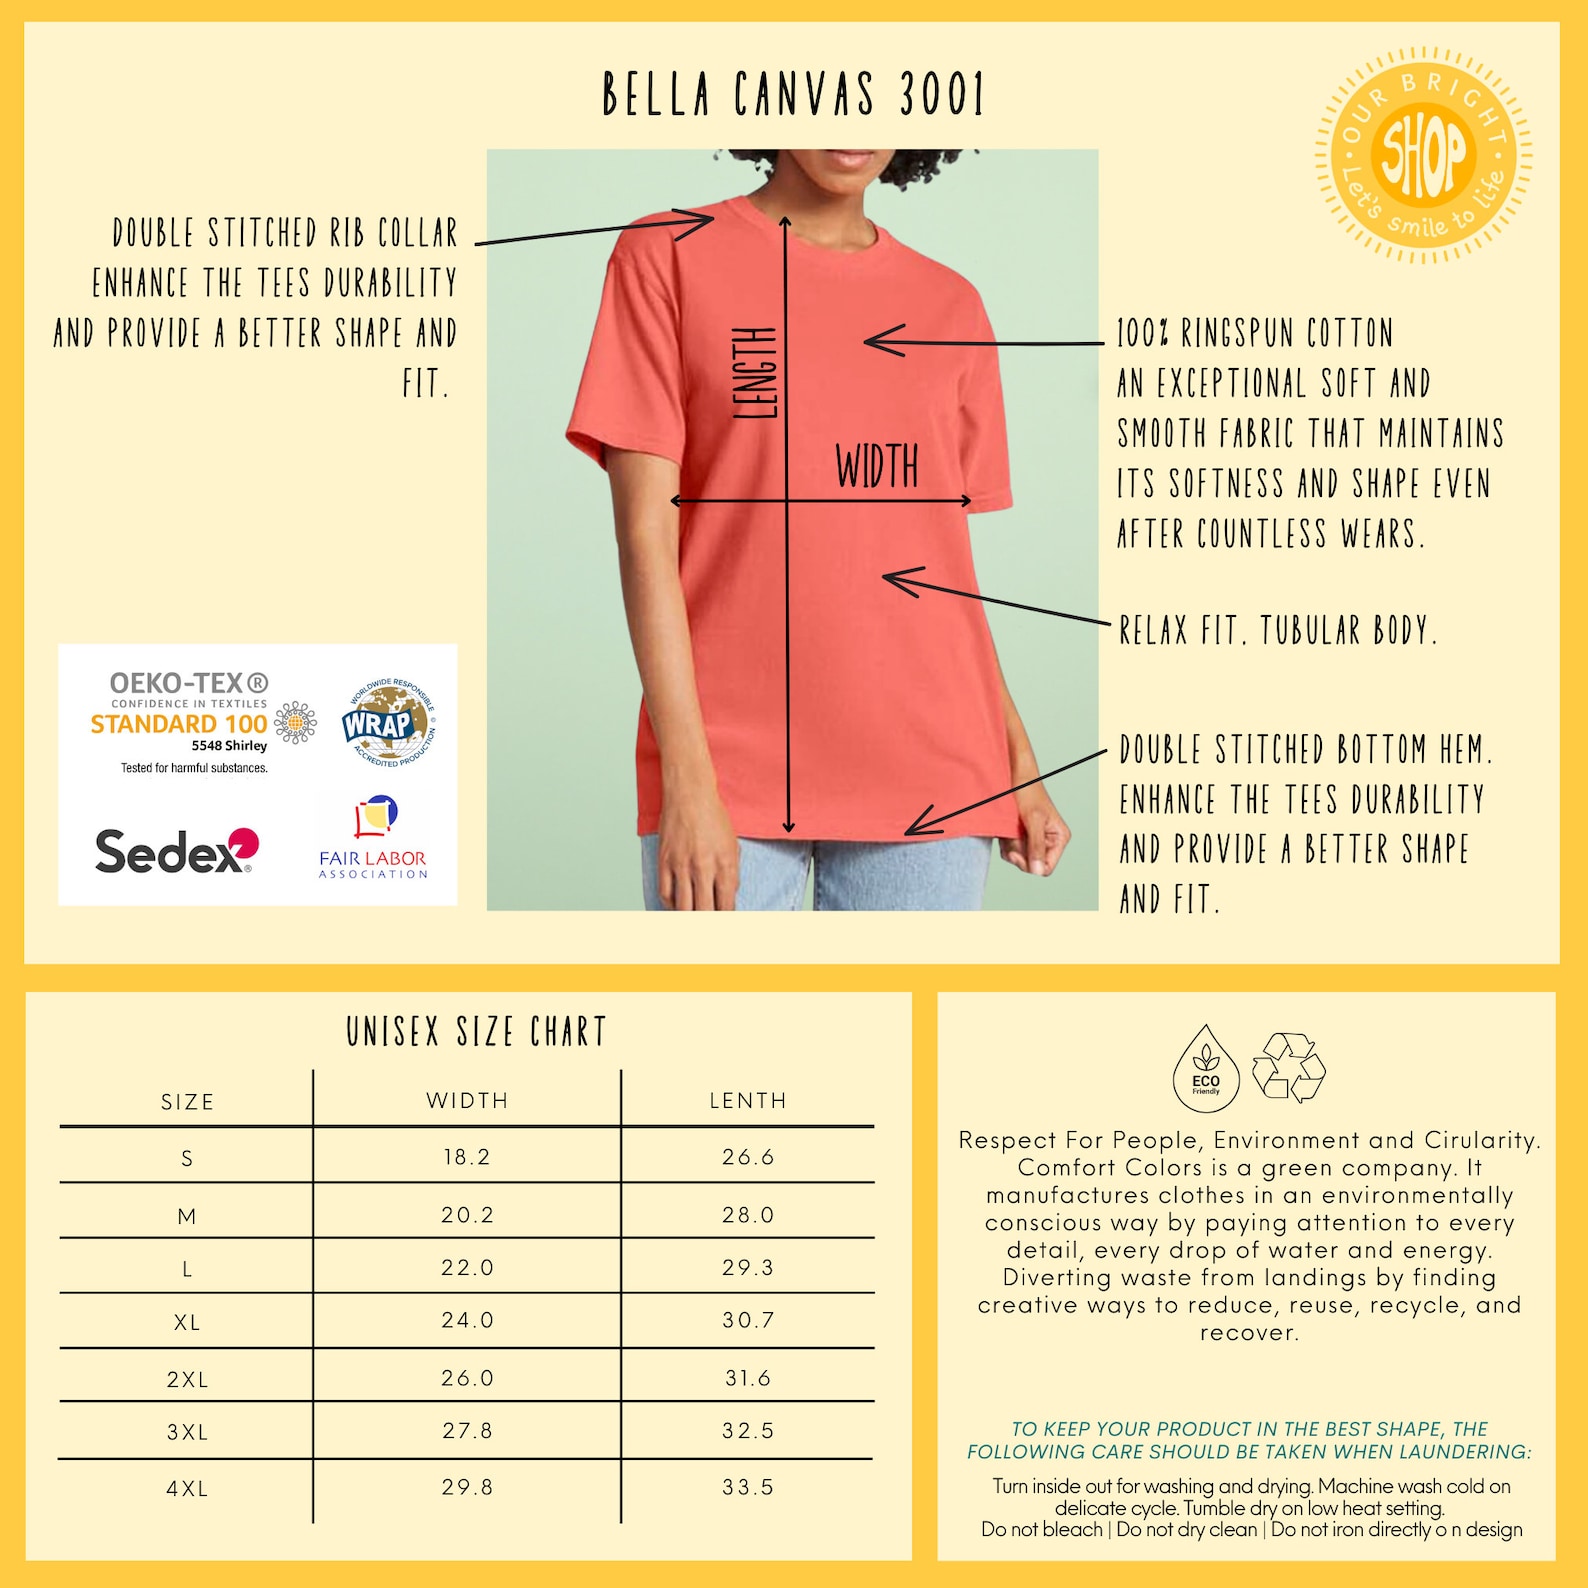 BELLA CANVAS 3001
OUR BRIGHT
SHOP
Let's smile to life
DOUBLE STITCHED RIB COLLAR
ENHANCE THE TEES DURABILITY
AND PROVIDE A BETTER SHAPE AND
FIT.
LENGTH
WIDTH
100% RINGSPUN COTTON
AN EXCEPTIONAL SOFT AND
SMOOTH FABRIC THAT MAINTAINS
ITS SOFTNESS AND SHAPE EVEN
AFTER COUNTLESS WEARS.
RELAX FIT. TUBULAR BODY.
DOUBLE STITCHED BOTTOM HEM.
ENHANCE THE TEES DURABILITY
AND PROVIDE A BETTER SHAPE
AND FIT.
OEKO-TEX®
CONFIDENCE IN TEXTILES
STANDARD 100
5548 Shirley
Tested for harmful substances.
WORLDWIDE RESPONSIBLE
WRAP
ACCREDITED PRODUCTION ©
Sedex®
FAIR LABOR
ASSOCIATION
UNISEX SIZE CHART
SIZE WIDTH LENTH
S 18.2 26.6
M 20.2 28.0
L 22.0 29.3
XL 24.0 30.7
2XL 26.0 31.6
3XL 27.8 32.5
4XL 29.8 33.5
ECO
Friendly
Respect For People, Environment and Cirularity.
Comfort Colors is a green company. It
manufactures clothes in an environmentally
conscious way by paying attention to every
detail, every drop of water and energy.
Diverting waste from landings by finding
creative ways to reduce, reuse, recycle, and
recover.
TO KEEP YOUR PRODUCT IN THE BEST SHAPE, THE
FOLLOWING CARE SHOULD BE TAKEN WHEN LAUNDERING:
Turn inside out for washing and drying. Machine wash cold on
delicate cycle. Tumble dry on low heat setting.
Do not bleach | Do not dry clean | Do not iron directly o n design